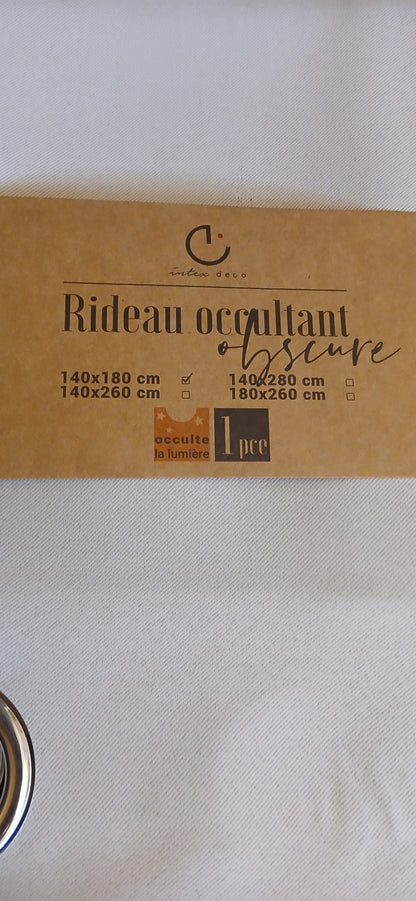 intex deco
Rideau occultant
obscure
140x180 cm ☑ 140x280 cm ☐
140x260 cm ☐ 180x260 cm ☐
occulte
la lumière
1 pce